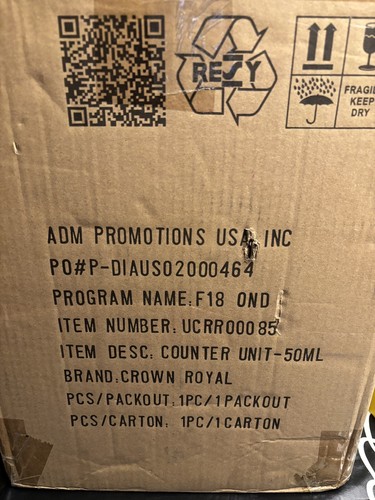 RESY
FRAGILE
KEEP
DRY
ADM PROMOTIONS USA, INC
PO#P-DIAUS02000464
PROGRAM NAME:F18 OND
ITEM NUMBER: UCRR00085
ITEM DESC: COUNTER UNIT-50ML
BRAND:CROWN ROYAL
PCS/PACKOUT:1PC/1PACKOUT
PCS/CARTON: 1PC/1CARTON